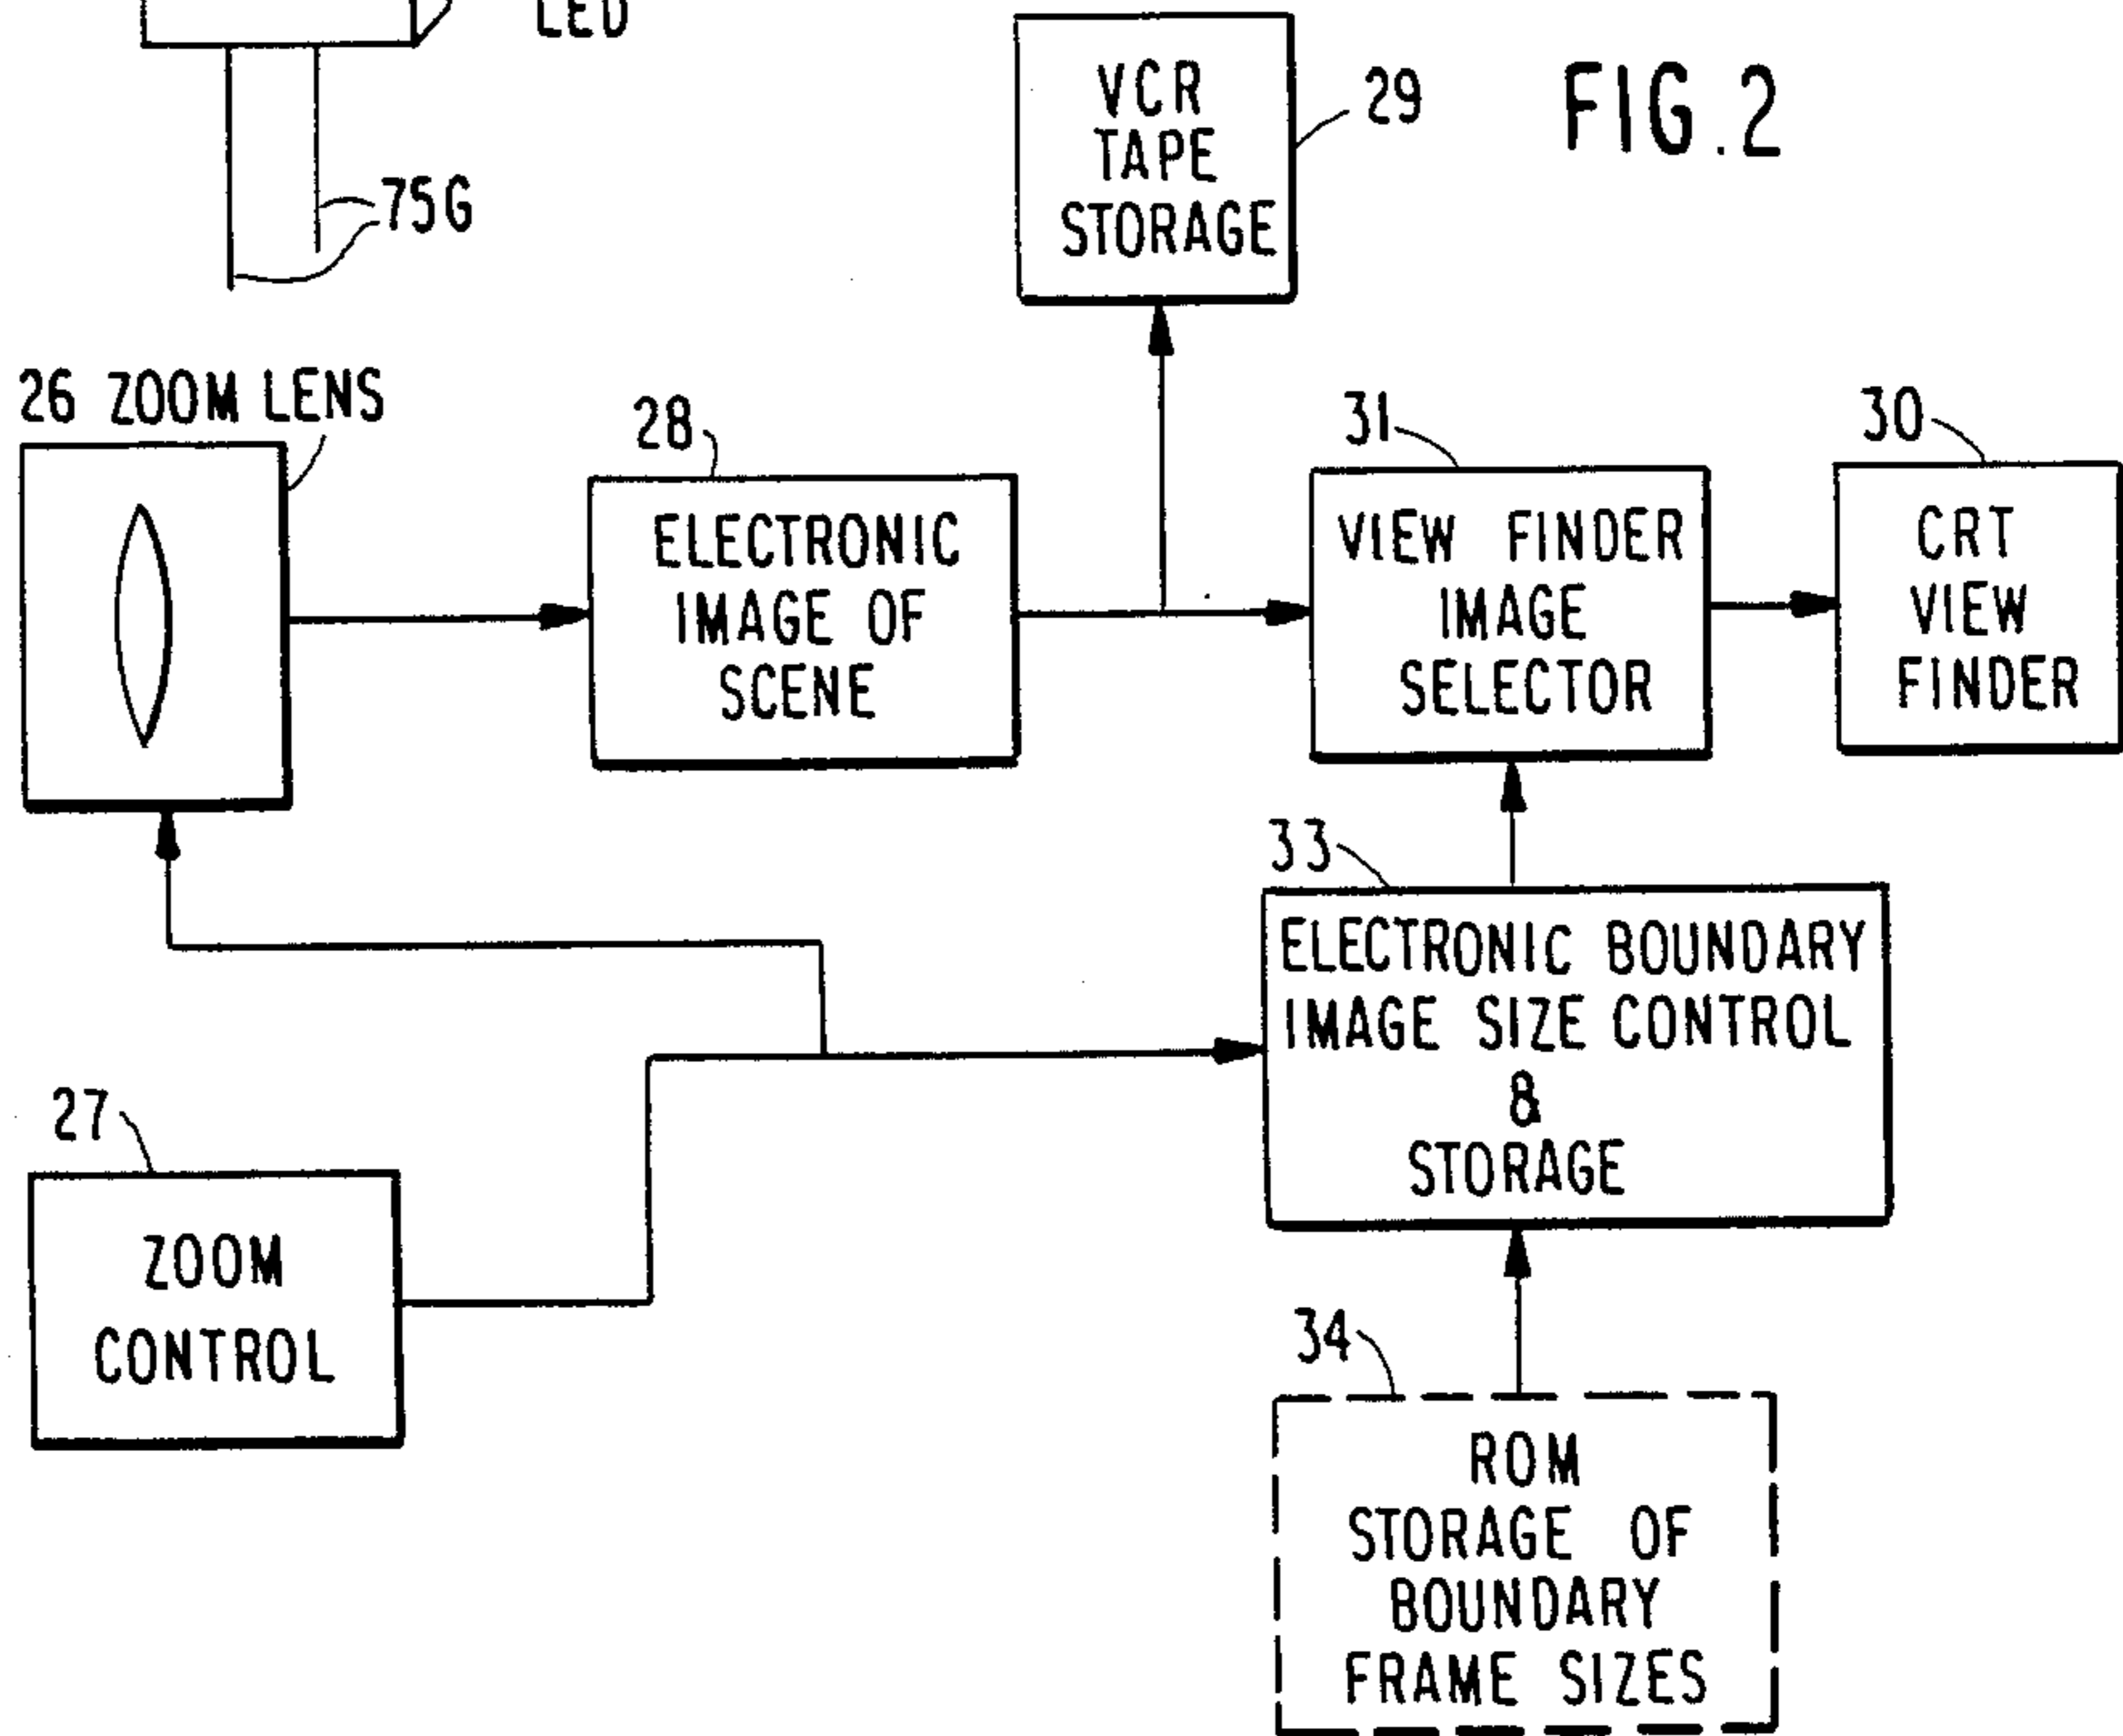 LED
75G
VCR
TAPE
STORAGE
29
FIG.2
26 ZOOM LENS
28
ELECTRONIC
IMAGE OF
SCENE
31
VIEW FINDER
IMAGE
SELECTOR
30
CRT
VIEW
FINDER
33
ELECTRONIC BOUNDARY
IMAGE SIZE CONTROL
&
STORAGE
27
ZOOM
CONTROL
34
ROM
STORAGE OF
BOUNDARY
FRAME SIZES